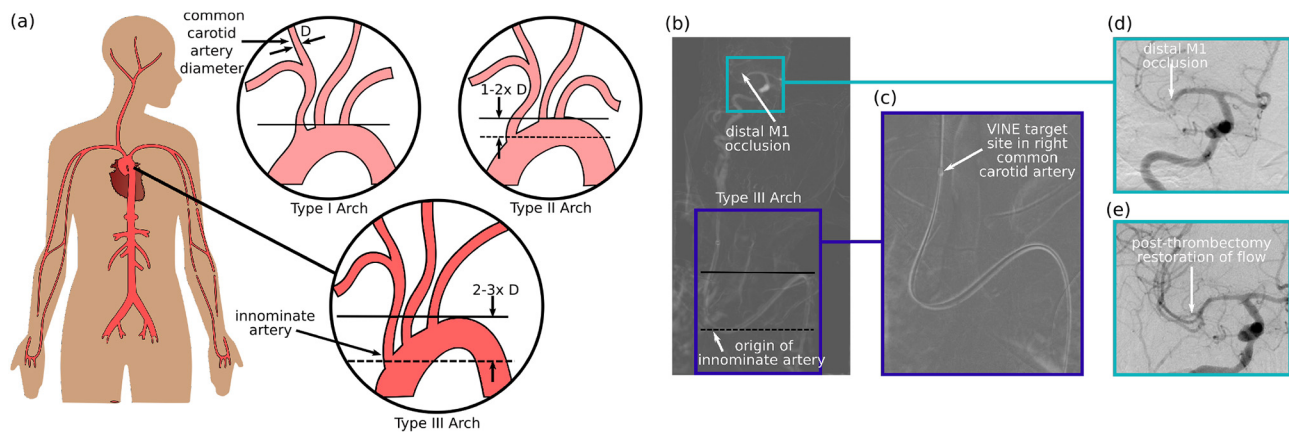 (a)
common
carotid
artery
diameter
D
Type I Arch
1-2x D
Type II Arch
2-3x D
innominate
artery
Type III Arch
(b)
distal M1
occlusion
Type III Arch
origin of
innominate artery
(c)
VINE target
site in right
common
carotid artery
(d)
distal M1
occlusion
(e)
post-thrombectomy
restoration of flow